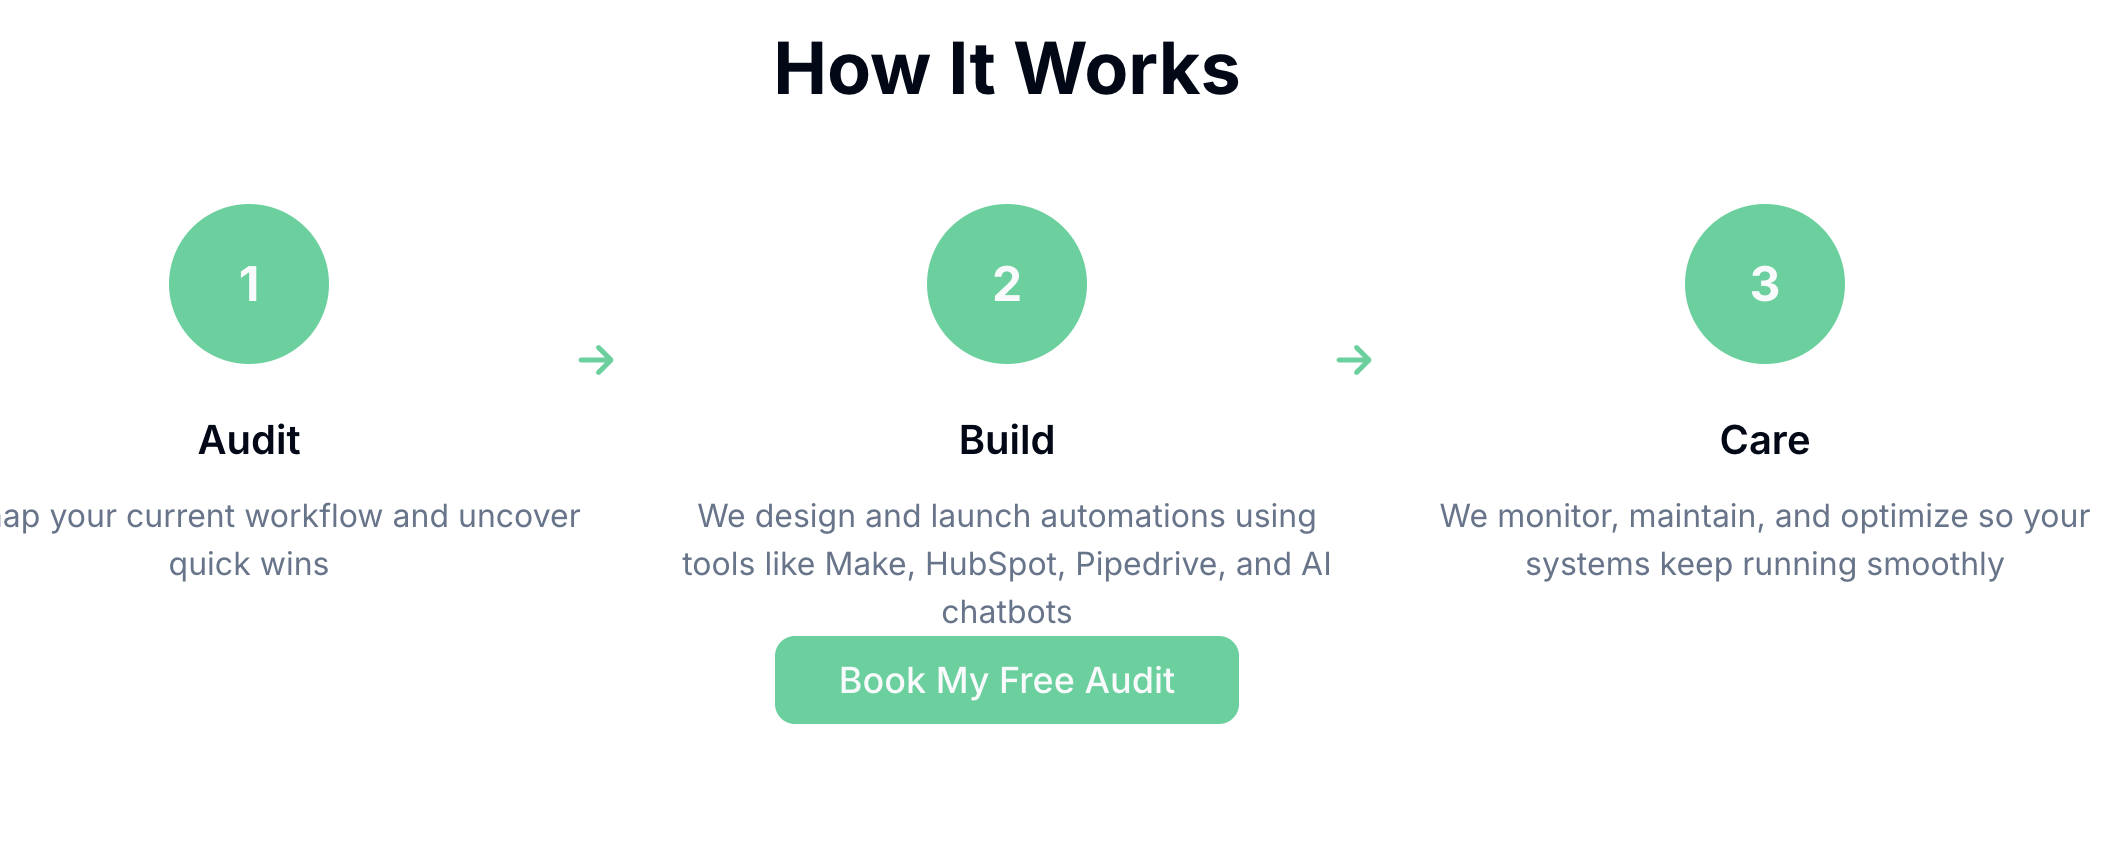 How It Works
1
2
3
Audit
Build
Care
your current workflow and uncover
quick wins
We design and launch automations using
tools like Make, HubSpot, Pipedrive, and AI
chatbots
We monitor, maintain, and optimize so your
systems keep running smoothly
Book My Free Audit